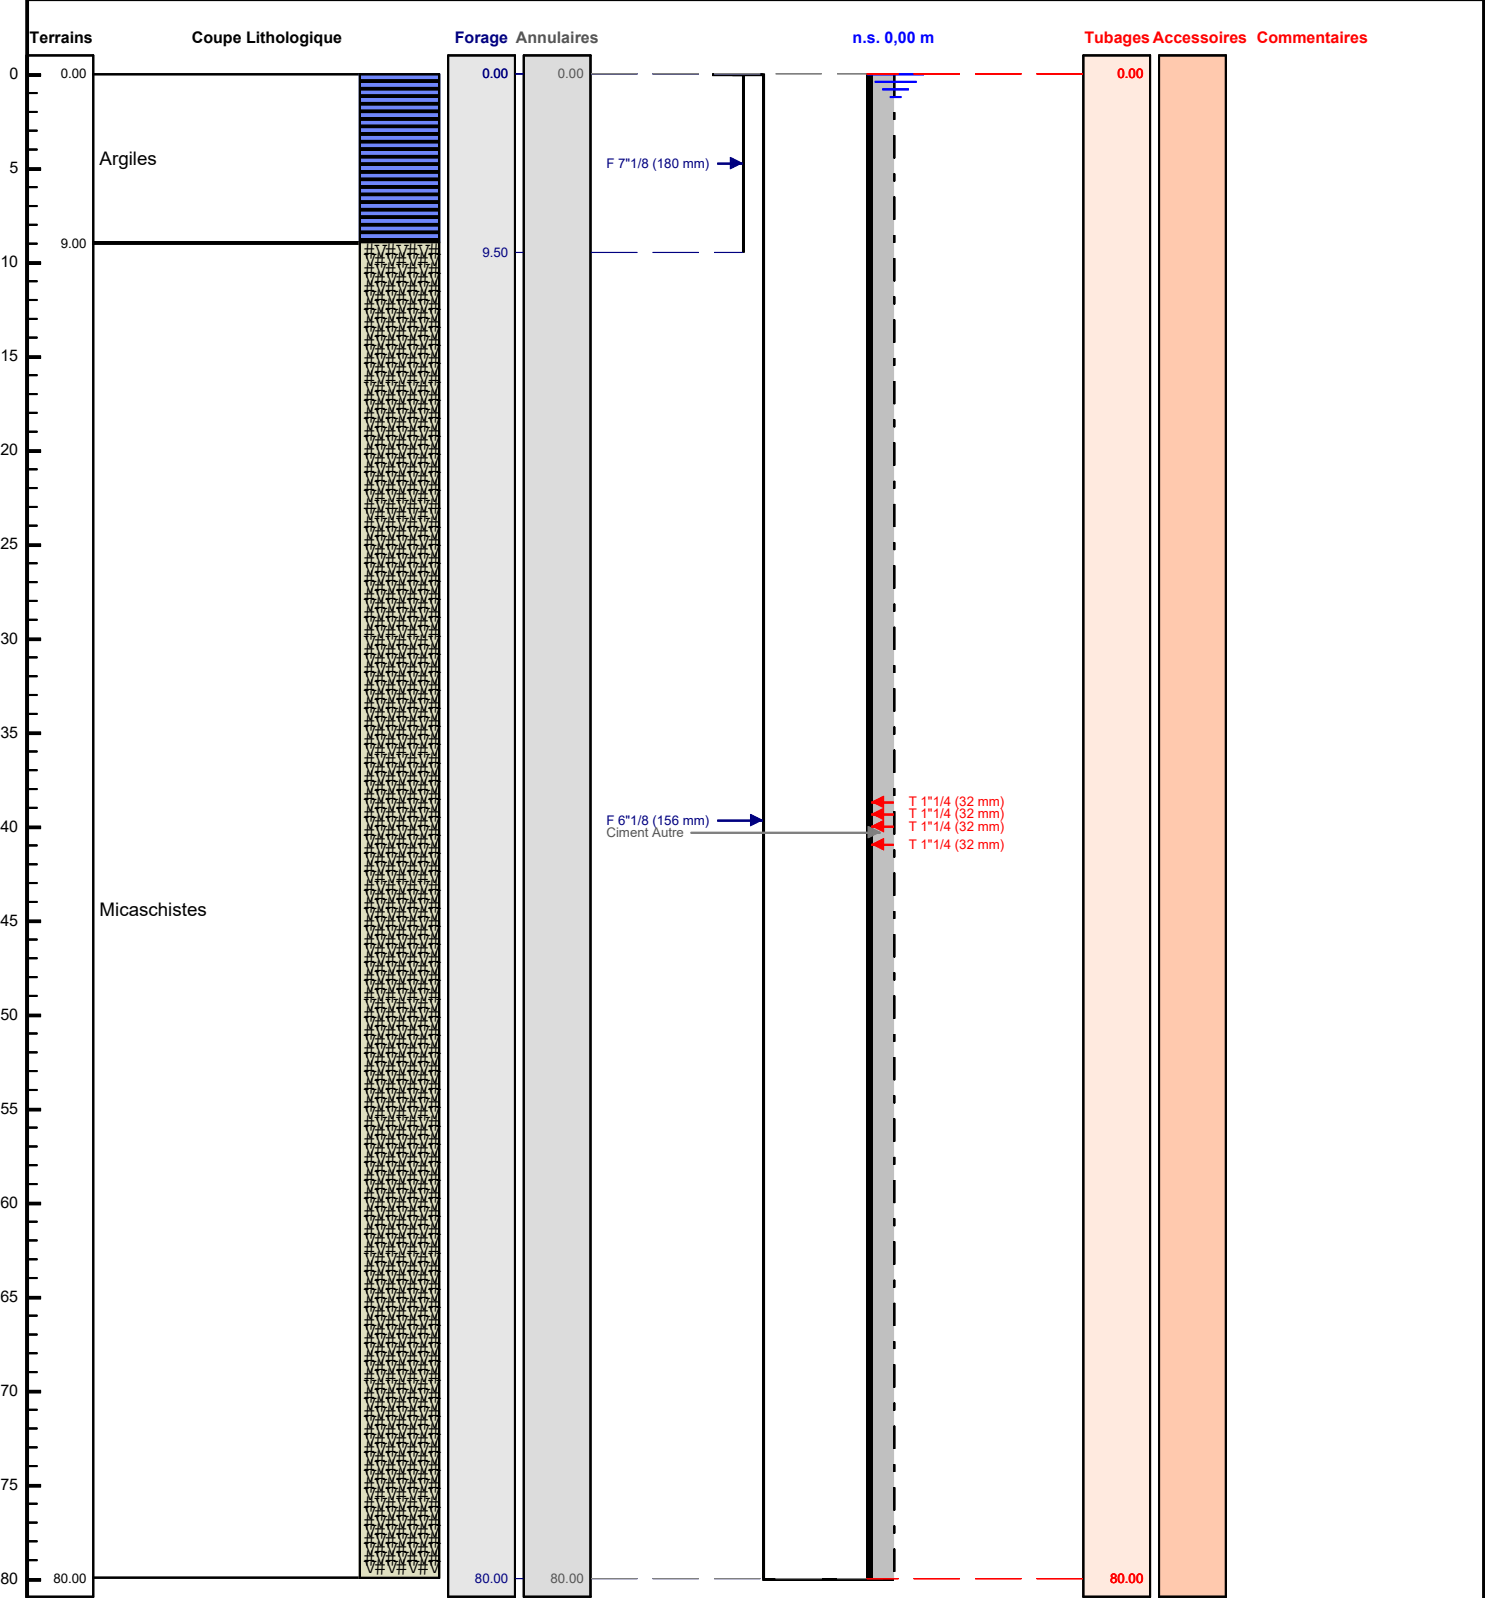 Terrains Coupe Lithologique Forage Annulaires n.s. 0,00 m Tubages Accessoires Commentaires
0 0.00 0.00 0.00 0.00
Argiles
5 F 7"1/8 (180 mm)
9.00
9.50
10
15
20
25
30
35
T 1"1/4 (32 mm)
T 1"1/4 (32 mm)
F 6"1/8 (156 mm)
40 T 1"1/4 (32 mm)
Ciment Autre
T 1"1/4 (32 mm)
Micaschistes
45
50
55
60
65
70
75
80 80.00 80.00 80.00 80.00